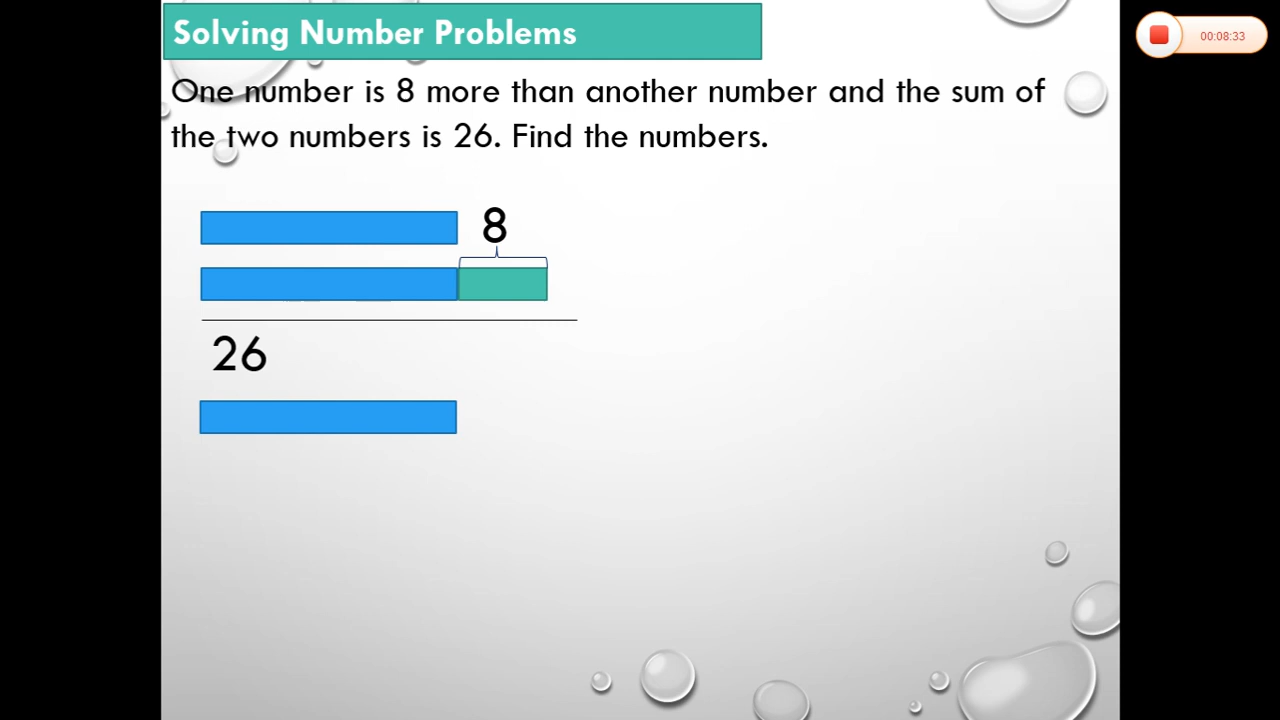 Solving Number Problems
00:08:33
One number is 8 more than another number and the sum of
the two numbers is 26. Find the numbers.
8
26